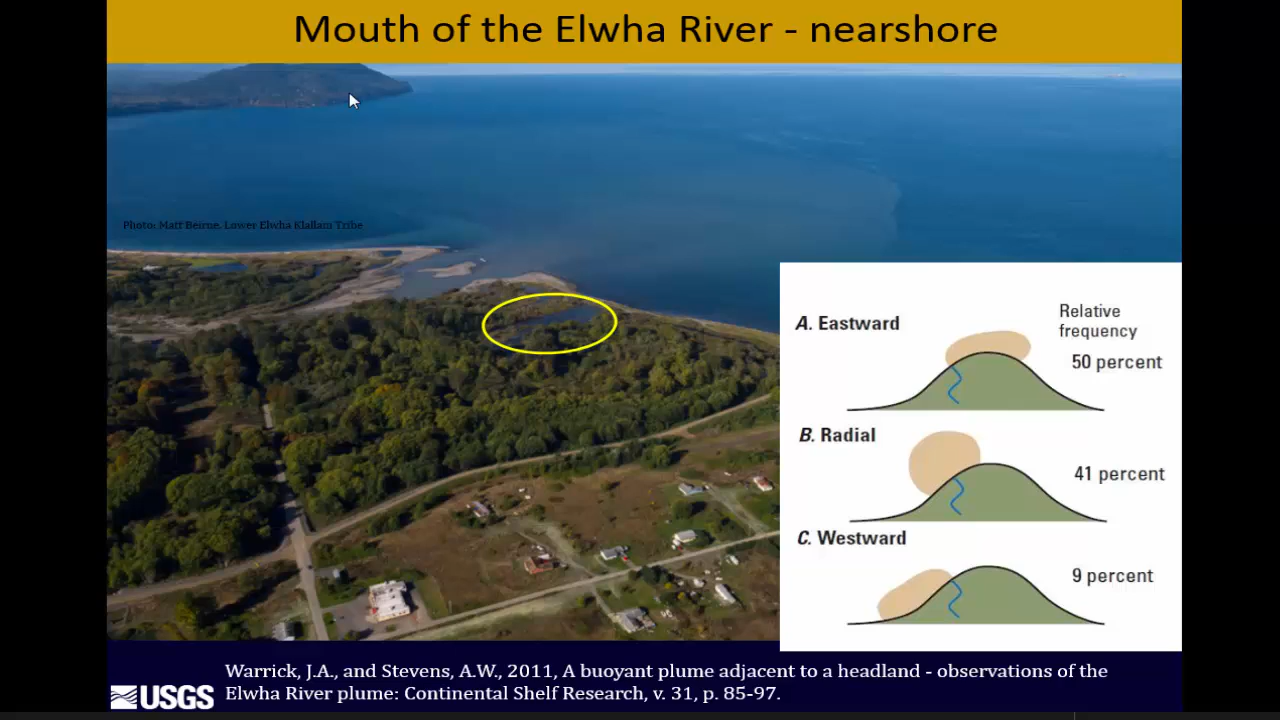 Mouth of the Elwha River - nearshore
Photo: Matt Beirne, Lower Elwha Klallam Tribe
Relative
frequency
A. Eastward
50 percent
B. Radial
41 percent
C. Westward
9 percent
Warrick, J.A., and Stevens, A.W., 2011, A buoyant plume adjacent to a headland - observations of the
Elwha River plume: Continental Shelf Research, v. 31, p. 85-97.
USGS